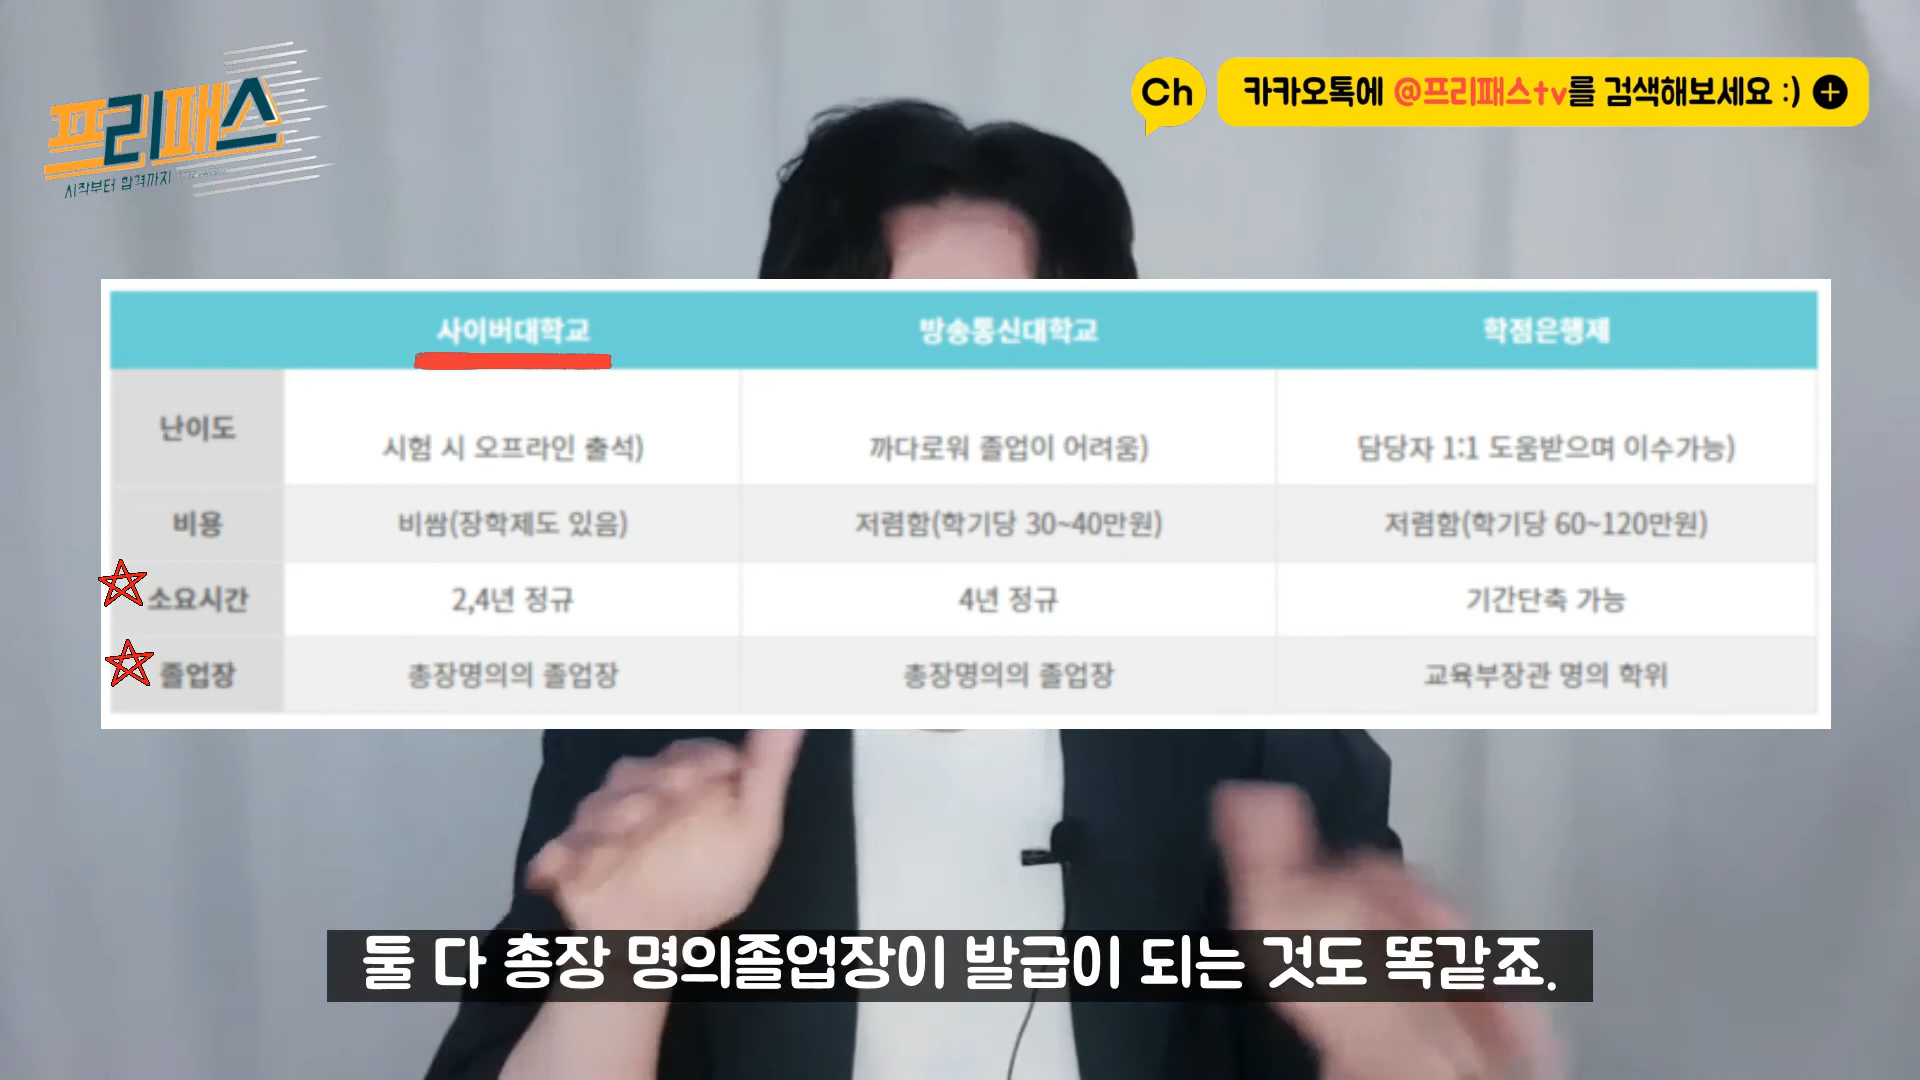 프리패스
시작부터 합격까지
Ch
카카오톡에 @프리패스tv를 검색해보세요 :)
사이버대학교 방송통신대학교 학점은행제
난이도 시험 시 오프라인 출석) 까다로워 졸업이 어려움) 담당자 1:1 도움받으며 이수가능)
비용 비쌈(장학제도 있음) 저렴함(학기당 30~40만원) 저렴함(학기당 60~120만원)
소요시간 2,4년 정규 4년 정규 기간단축 가능
졸업장 총장명의의 졸업장 총장명의의 졸업장 교육부장관 명의 학위
둘 다 총장 명의졸업장이 발급이 되는 것도 똑같죠.